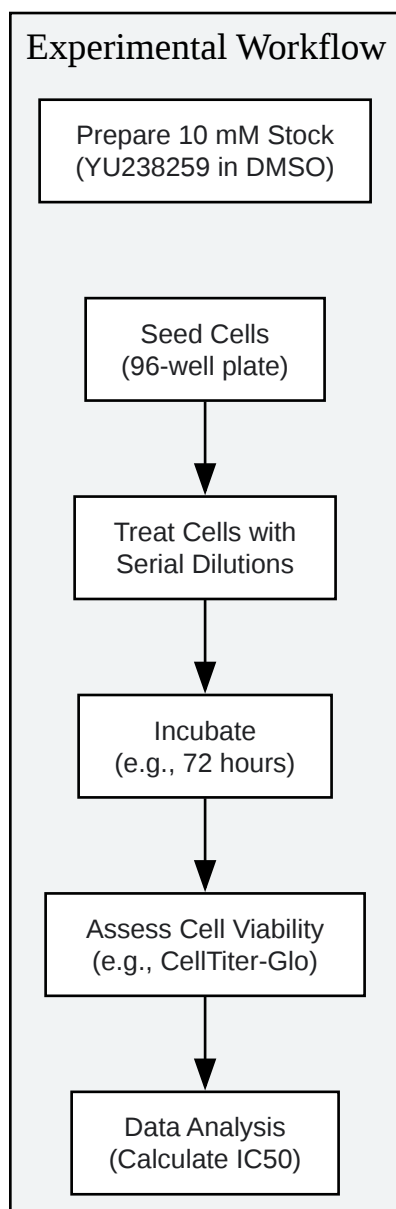 Experimental Workflow
Prepare 10 mM Stock
(YU238259 in DMSO)
Seed Cells
(96-well plate)
Treat Cells with
Serial Dilutions
Incubate
(e.g., 72 hours)
Assess Cell Viability
(e.g., CellTiter-Glo)
Data Analysis
(Calculate IC50)